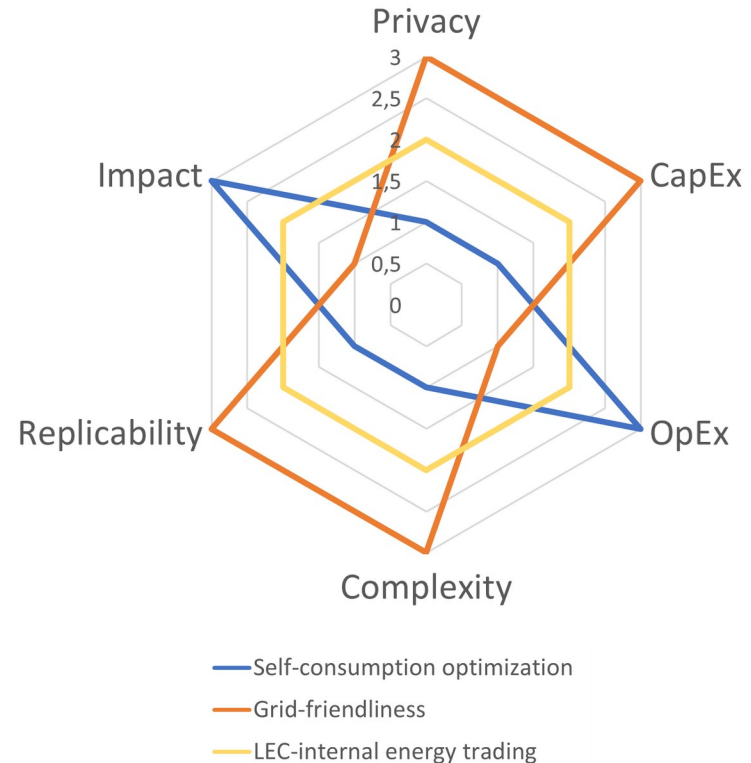 Privacy
3
2,5
2
Impact
1,5
CapEx
1
0,5
0
Replicability
OpEx
Complexity
Self-consumption optimization
Grid-friendliness
LEC-internal energy trading